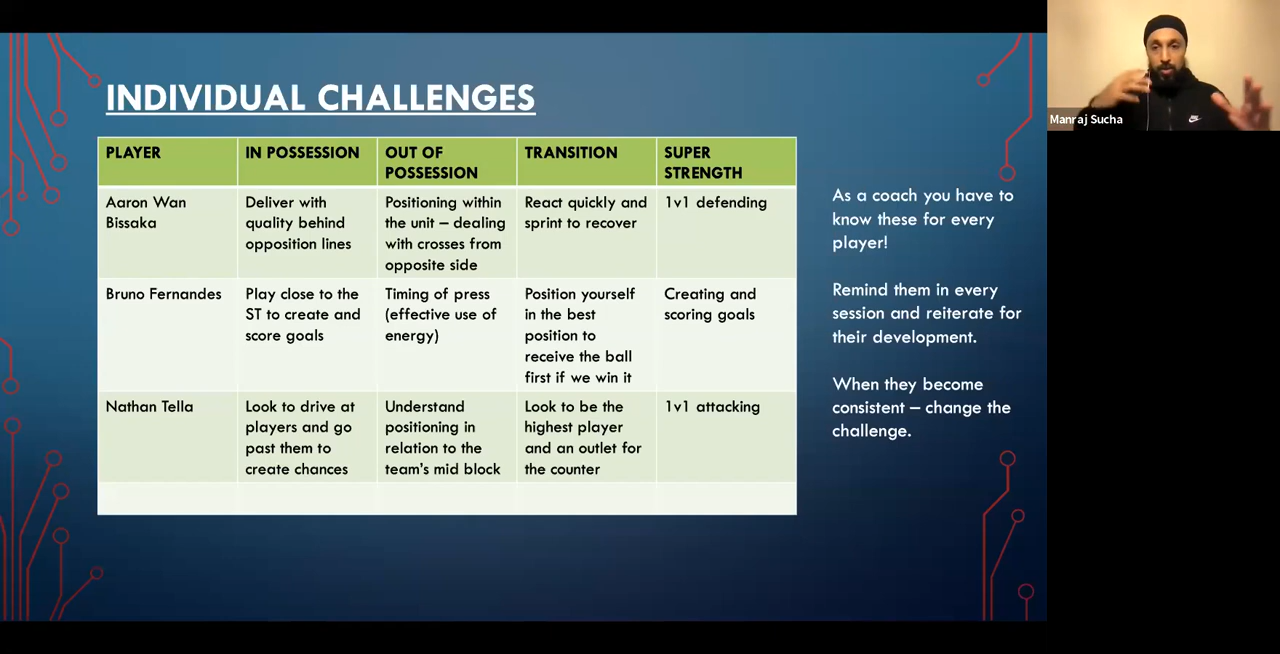 INDIVIDUAL CHALLENGES
PLAYER
IN POSSESSION
OUT OF
POSSESSION
TRANSITION
SUPER
STRENGTH
Aaron Wan
Bissaka
Deliver with
quality behind
opposition lines
Positioning within
the unit – dealing
with crosses from
opposite side
React quickly and
sprint to recover
1v1 defending
Bruno Fernandes
Play close to the
ST to create and
score goals
Timing of press
(effective use of
energy)
Position yourself
in the best
position to
receive the ball
first if we win it
Creating and
scoring goals
Nathan Tella
Look to drive at
players and go
past them to
create chances
Understand
positioning in
relation to the
team's mid block
Look to be the
highest player
and an outlet for
the counter
1v1 attacking
As a coach you have to
know these for every
player!
Remind them in every
session and reiterate for
their development.
When they become
consistent – change the
challenge.
Manraj Sucha